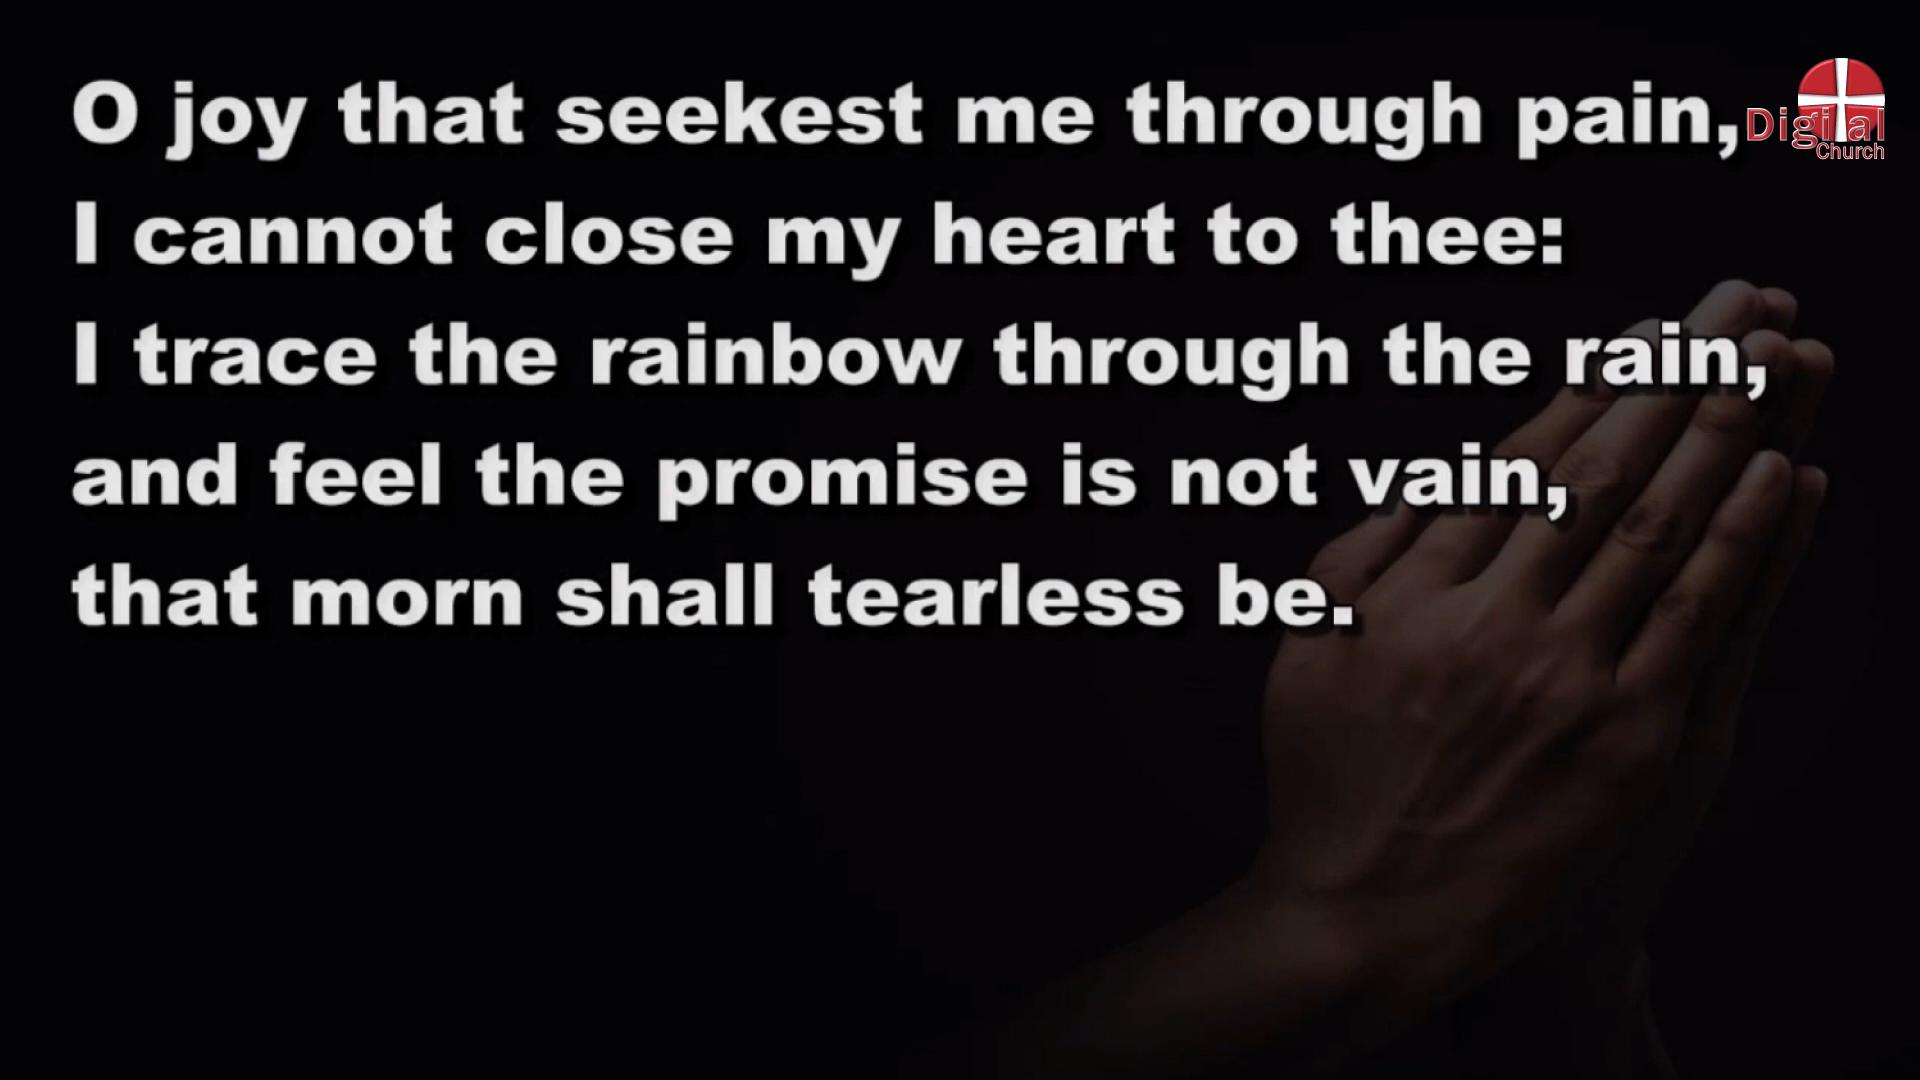 O joy that seekest me through pain,
I cannot close my heart to thee:
I trace the rainbow through the rain,
and feel the promise is not vain,
that morn shall tearless be.
Digital
Church